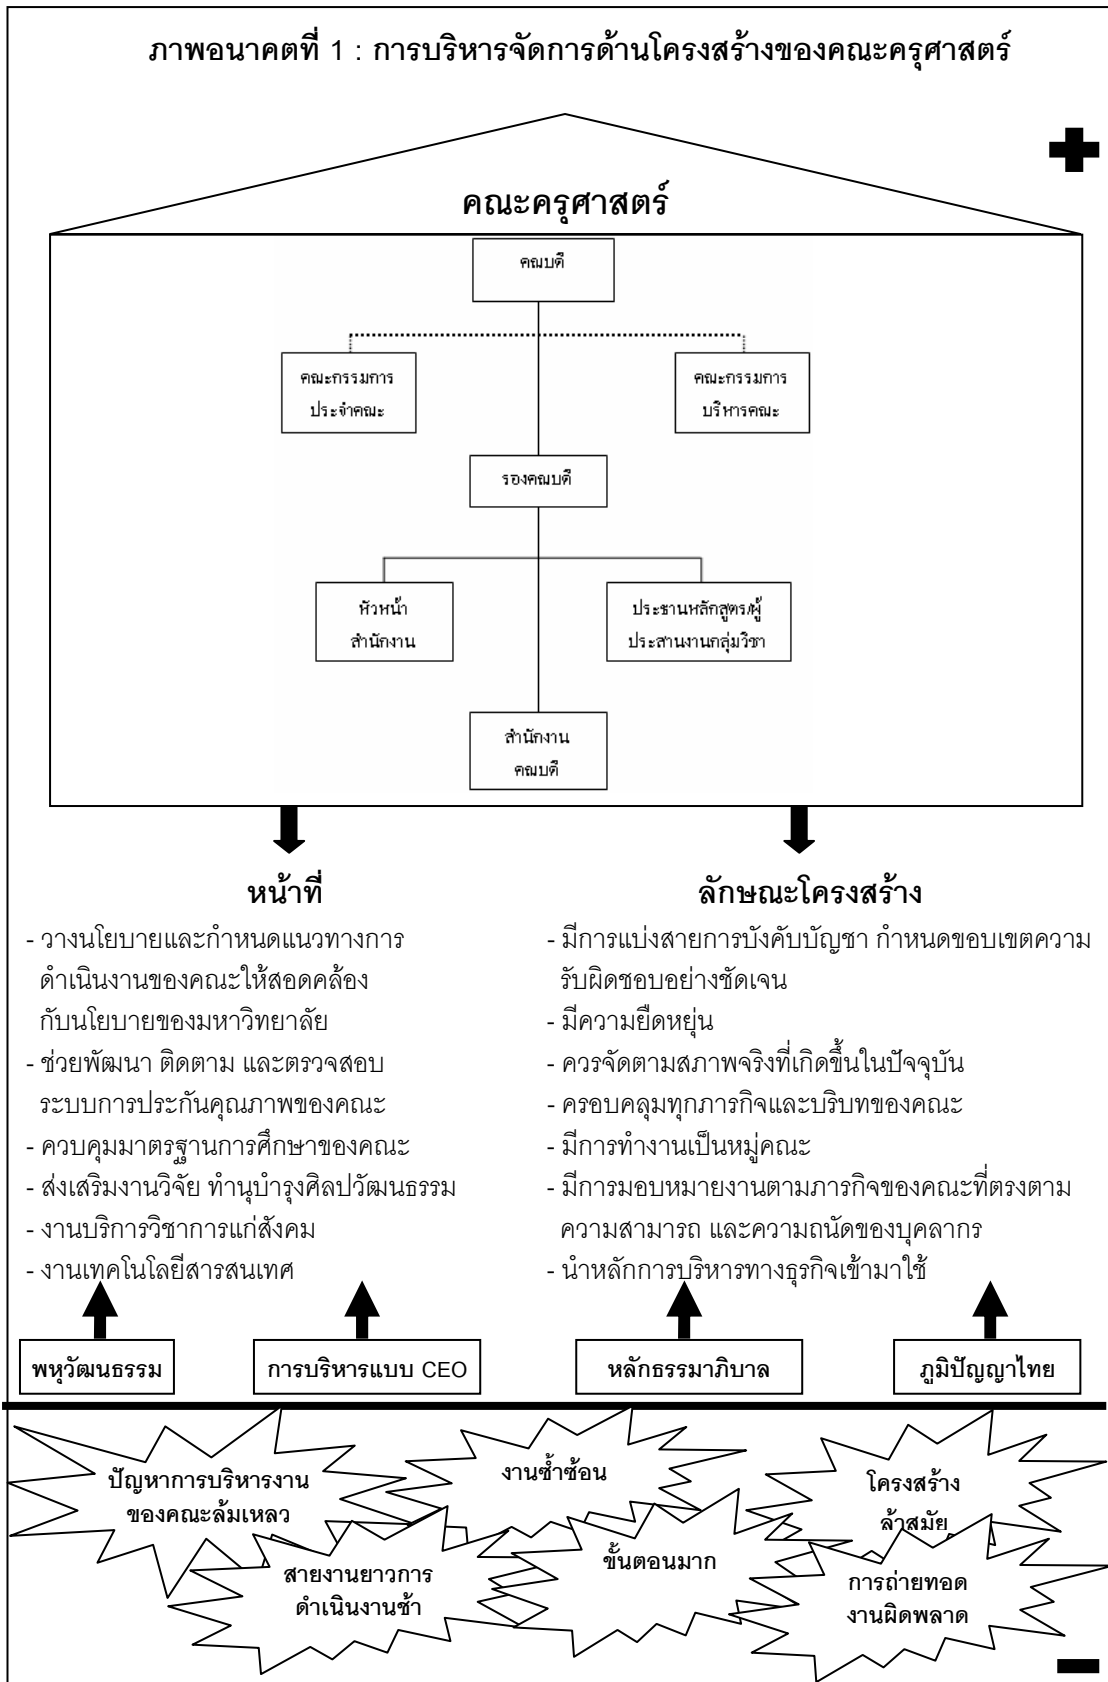 ภาพอนาคตที่ 1 : การบริหารจัดการด้านโครงสร้างของคณะครุศาสตร์
คณะครุศาสตร์
คณบดี
คณะกรรมการ
ประจำคณะ
คณะกรรมการ
บริหารคณะ
รองคณบดี
หัวหน้า
สำนักงาน
ประธานหลักสูตร/ผู้
ประสานงานกลุ่มวิชา
สำนักงาน
คณบดี
หน้าที่
- วางนโยบายและกำหนดแนวทางการ
ดำเนินงานของคณะให้สอดคล้อง
กับนโยบายของมหาวิทยาลัย
- ช่วยพัฒนา ติดตาม และตรวจสอบ
ระบบการประกันคุณภาพของคณะ
- ควบคุมมาตรฐานการศึกษาของคณะ
- ส่งเสริมงานวิจัย ทำนุบำรุงศิลปวัฒนธรรม
- งานบริการวิชาการแก่สังคม
- งานเทคโนโลยีสารสนเทศ
ลักษณะโครงสร้าง
- มีการแบ่งสายการบังคับบัญชา กำหนดขอบเขตความ
รับผิดชอบอย่างชัดเจน
- มีความยืดหยุ่น
- ควรจัดตามสภาพจริงที่เกิดขึ้นในปัจจุบัน
- ครอบคลุมทุกภารกิจและบริบทของคณะ
- มีการทำงานเป็นหมู่คณะ
- มีการมอบหมายงานตามภารกิจของคณะที่ตรงตาม
ความสามารถ และความถนัดของบุคลากร
- นำหลักการบริหารทางธุรกิจเข้ามาใช้
พหุวัฒนธรรม
การบริหารแบบ CEO
หลักธรรมาภิบาล
ภูมิปัญญาไทย
ปัญหาการบริหารงาน
ของคณะล้มเหลว
งานซ้ำซ้อน
โครงสร้าง
ล้าสมัย
สายงานยาวการ
ดำเนินงานช้า
ขั้นตอนมาก
การถ่ายทอด
งานผิดพลาด